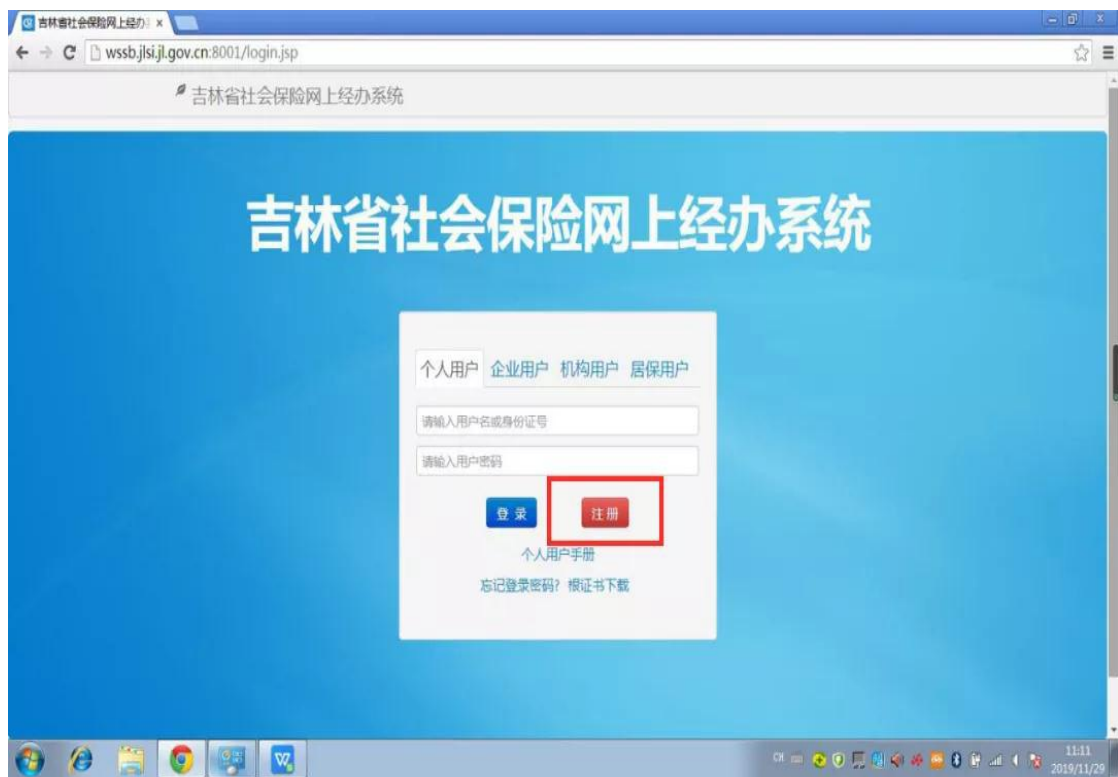 吉林省社会保险网上经办
wssb.jlsi.jl.gov.cn:8001/login.jsp
吉林省社会保险网上经办系统
吉林省社会保险网上经办系统
个人用户 企业用户 机构用户 居保用户
请输入用户名或身份证号
请输入用户密码
登录 注册
个人用户手册
忘记登录密码? 根证书下载
CH
11:11
2019/11/29